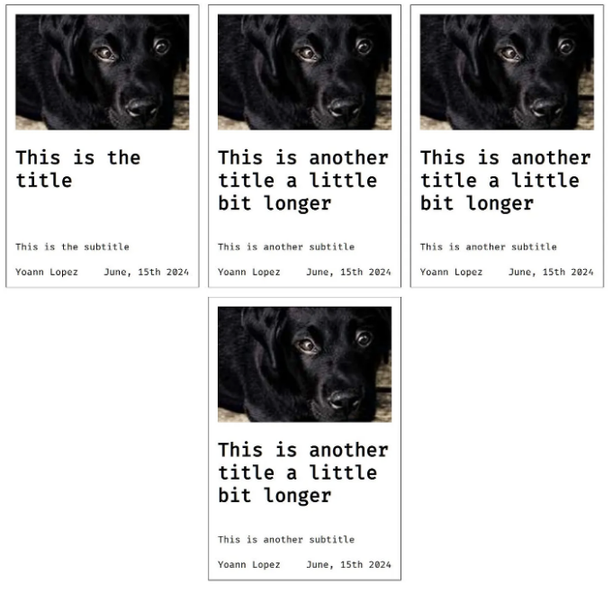 This is the
title
This is the subtitle
Yoann Lopez June, 15th 2024
This is another
title a little
bit longer
This is another subtitle
Yoann Lopez June, 15th 2024
This is another
title a little
bit longer
This is another subtitle
Yoann Lopez June, 15th 2024
This is another
title a little
bit longer
This is another subtitle
Yoann Lopez June, 15th 2024